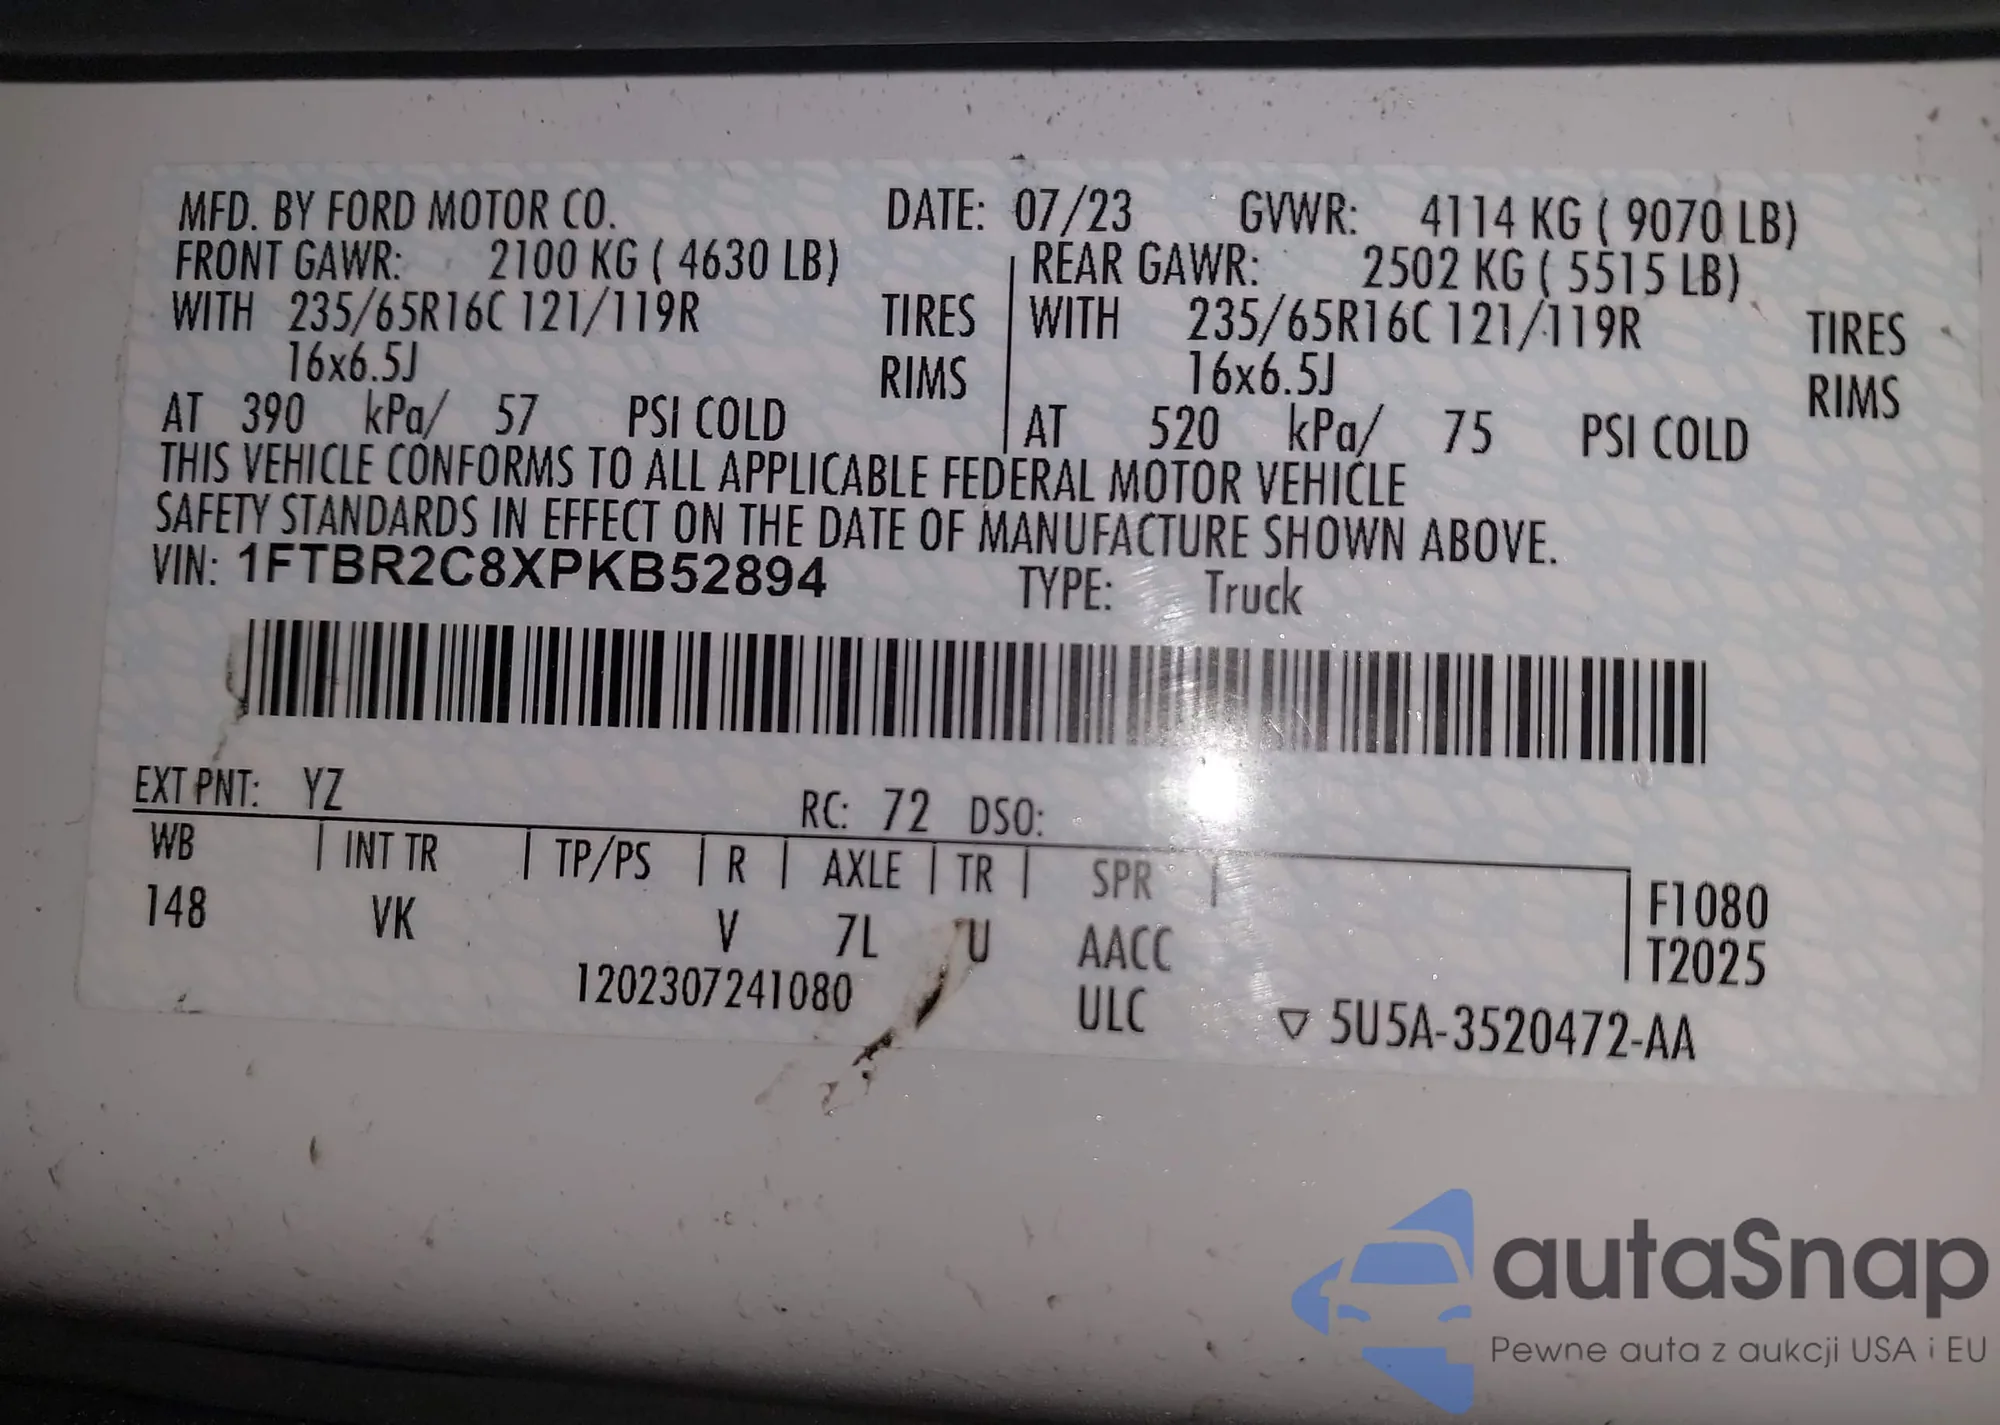 MFD. BY FORD MOTOR CO. DATE: 07/23 GVWR: 4114 KG ( 9070 LB)
FRONT GAWR: 2100 KG ( 4630 LB) REAR GAWR: 2502 KG ( 5515 LB)
WITH 235/65R16C 121/119R TIRES WITH 235/65R16C 121/119R TIRES
16x6.5J RIMS 16x6.5J RIMS
AT 390 kPa/ 57 PSI COLD AT 520 kPa/ 75 PSI COLD
THIS VEHICLE CONFORMS TO ALL APPLICABLE FEDERAL MOTOR VEHICLE
SAFETY STANDARDS IN EFFECT ON THE DATE OF MANUFACTURE SHOWN ABOVE.
VIN: 1FTBR2C8XPKB52894 TYPE: Truck
EXT PNT: YZ RC: 72 DSO:
WB | INT TR | TP/PS | R | AXLE | TR | SPR | F1080
148 VK V 7L U AACC T2025
1202307241080 ULC ▽ 5U5A-3520472-AA
autaSnap
Pewne auta z aukcji USA i EU